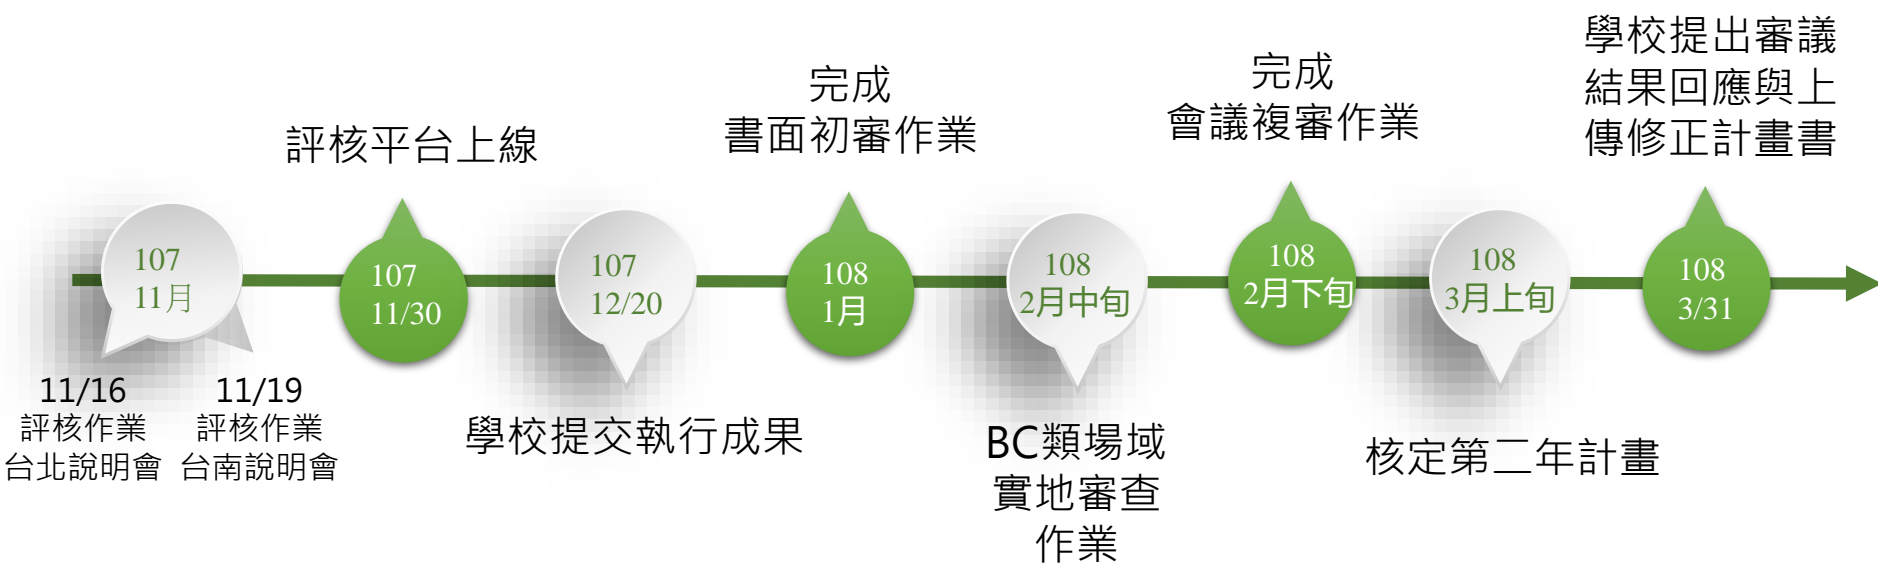 107
11月
11/16
評核作業
台北說明會
11/19
評核作業
台南說明會
評核平台上線
107
11/30
107
12/20
學校提交執行成果
完成
書面初審作業
108
1月
108
2月中旬
BC類場域
實地審查
作業
完成
會議複審作業
108
2月下旬
108
3月上旬
核定第二年計畫
學校提出審議
結果回應與上
傳修正計畫書
108
3/31